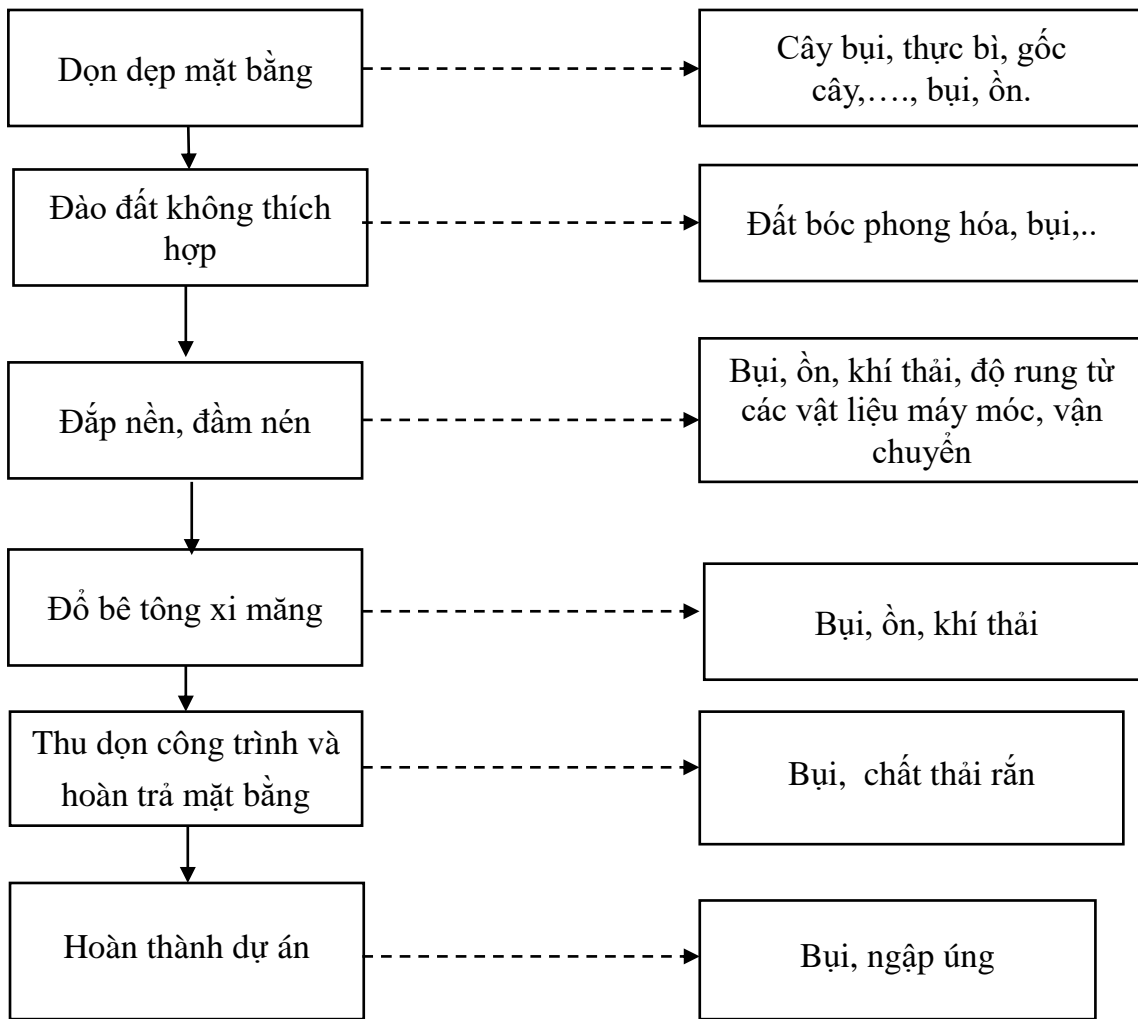 Dọn dẹp mặt bằng
Cây bụi, thực bì, gốc
cây,…., bụi, ồn.
Đào đất không thích
hợp
Đất bóc phong hóa, bụi,..
Đắp nền, đầm nén
Bụi, ồn, khí thải, độ rung từ
các vật liệu máy móc, vận
chuyển
Đổ bê tông xi măng
Bụi, ồn, khí thải
Thu dọn công trình và
hoàn trả mặt bằng
Bụi,  chất thải rắn
Hoàn thành dự án
Bụi, ngập úng